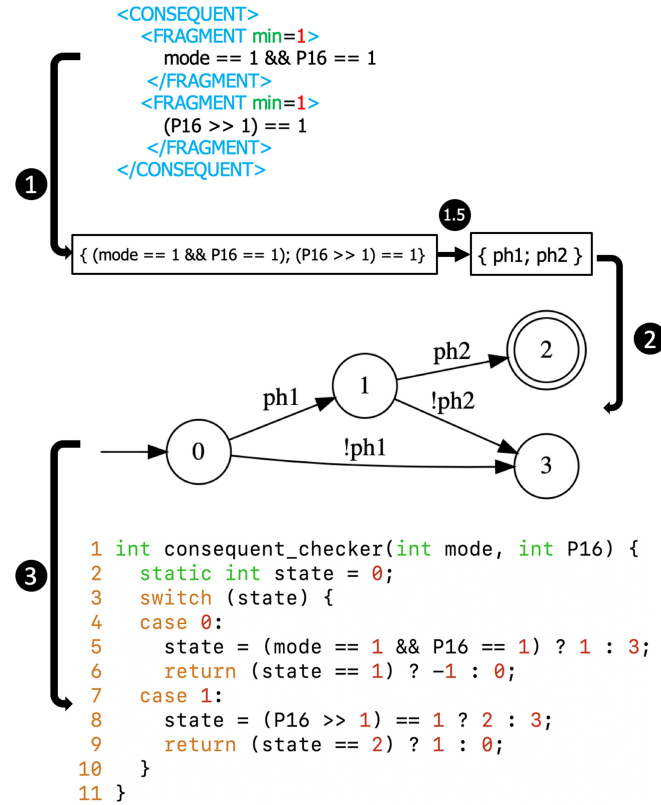 <CONSEQUENT>
<FRAGMENT min=1>
mode == 1 && P16 == 1
</FRAGMENT>
<FRAGMENT min=1>
(P16 >> 1) == 1
</FRAGMENT>
</CONSEQUENT>
1
1.5
{ (mode == 1 && P16 == 1); (P16 >> 1) == 1}
{ ph1; ph2 }
2
ph2
2
1
ph1
!ph2
0
!ph1
3
3
1 int consequent_checker(int mode, int P16) {
2   static int state = 0;
3   switch (state) {
4   case 0:
5     state = (mode == 1 && P16 == 1) ? 1 : 3;
6     return (state == 1) ? -1 : 0;
7   case 1:
8     state = (P16 >> 1) == 1 ? 2 : 3;
9     return (state == 2) ? 1 : 0;
10   }
11 }